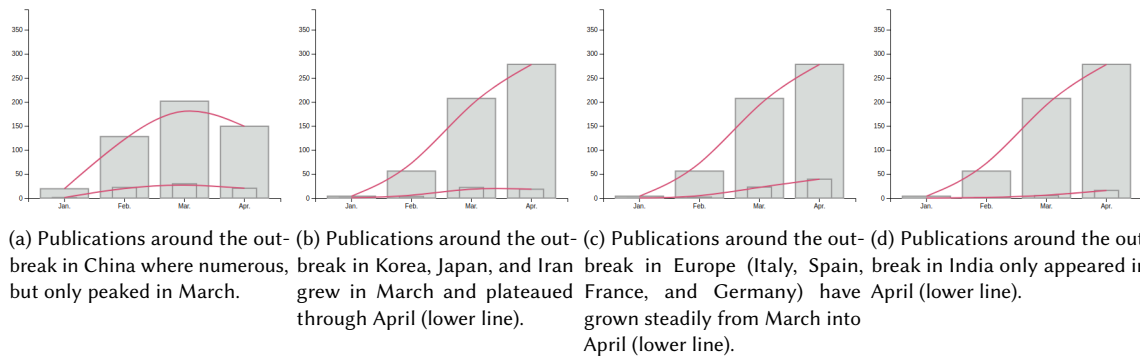 350
300
250
200
150
100
50
0
Jan.
Feb.
Mar.
Apr.
350
300
250
200
150
100
50
0
Jan.
Feb.
Mar.
Apr.
350
300
250
200
150
100
50
0
Jan.
Feb.
Mar.
Apr.
350
300
250
200
150
100
50
0
Jan.
Feb.
Mar.
Apr.
(a) Publications around the out-
break in China where numerous,
but only peaked in March.
(b) Publications around the out-
break in Korea, Japan, and Iran
grew in March and plateaued
through April (lower line).
(c) Publications around the out-
break in Europe (Italy, Spain,
France, and Germany) have
grown steadily from March into
April (lower line).
(d) Publications around the out
break in India only appeared i
April (lower line).